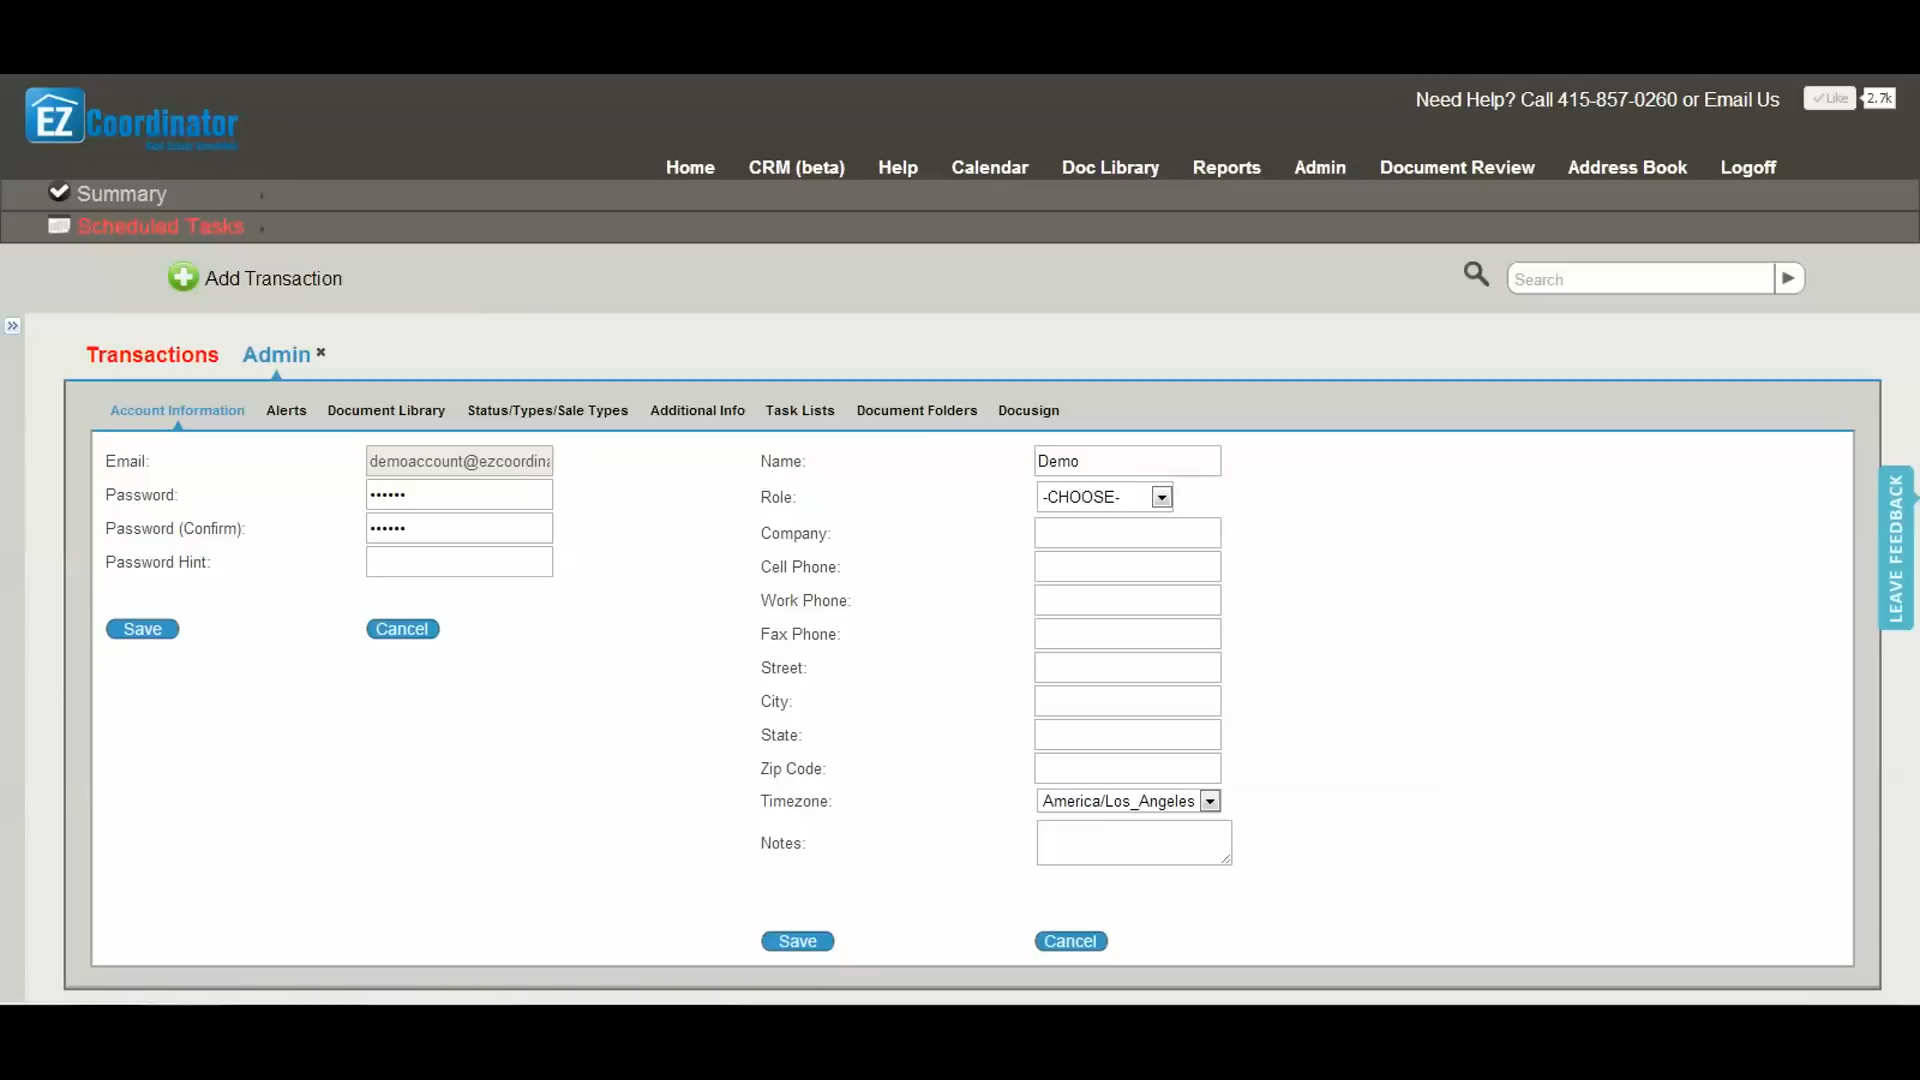 Need Help? Call 415-857-0260 or Email Us
Like
2.7k
EZ
Coordinator
Home CRM (beta) Help Calendar Doc Library Reports Admin Document Review Address Book Logoff
Summary
Scheduled Tasks
Add Transaction
Search
Transactions Admin
Account Information Alerts Document Library Status/Types/Sale Types Additional Info Task Lists Document Folders Docusign
Email: demoaccount@ezcoordina
Password: ••••••
Password (Confirm): ••••••
Password Hint:
Save Cancel
Name: Demo
Role: -CHOOSE-
Company:
Cell Phone:
Work Phone:
Fax Phone:
Street:
City:
State:
Zip Code:
Timezone: America/Los_Angeles
Notes:
Save Cancel
LEAVE FEEDBACK